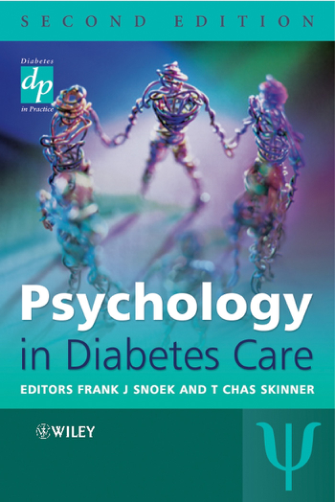 SECOND EDITION
Diabetes
dp
in Practice
Psychology
in Diabetes Care
EDITORS FRANK J SNOEK AND T CHAS SKINNER
WILEY
Ψ